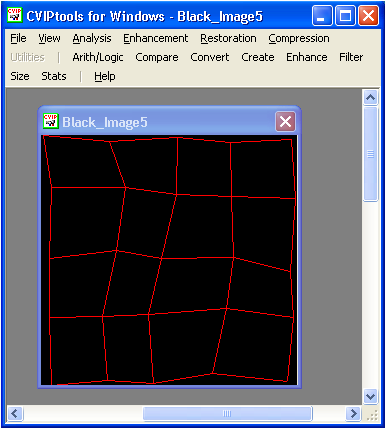 CVIPtools for Windows - Black_Image5
File View Analysis Enhancement Restoration Compression
Utilities | Arith/Logic Compare Convert Create Enhance Filter
Size Stats | Help
CVIP Black_Image5